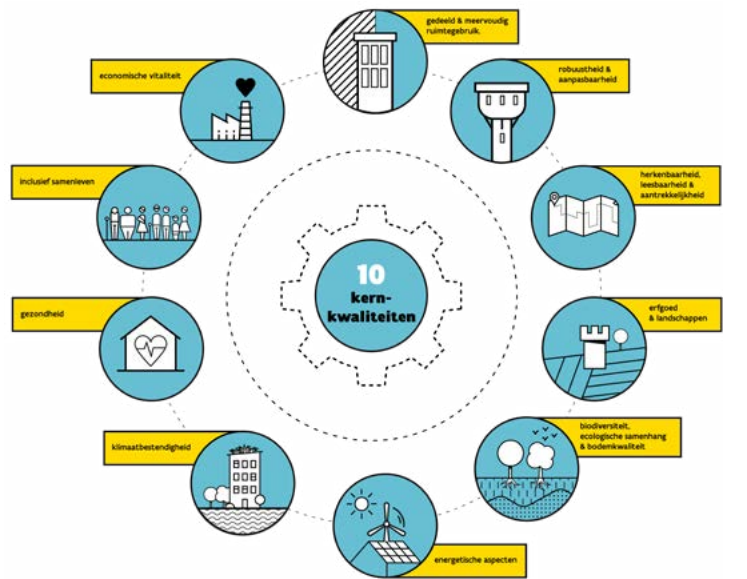 gedeeld & meervoudig
ruimtegebruik.
robuustheid &
aanpasbaarheid
herkenbaarheid,
leesbaarheid &
aantrekkelijkheid
erfgoed
& landschappen
biodiversiteit,
ecologische samenhang
& bodemkwaliteit
energetische aspecten
klimaatbestendigheid
gezondheid
inclusief samenleven
economische vitaliteit
10
kern-
kwaliteiten